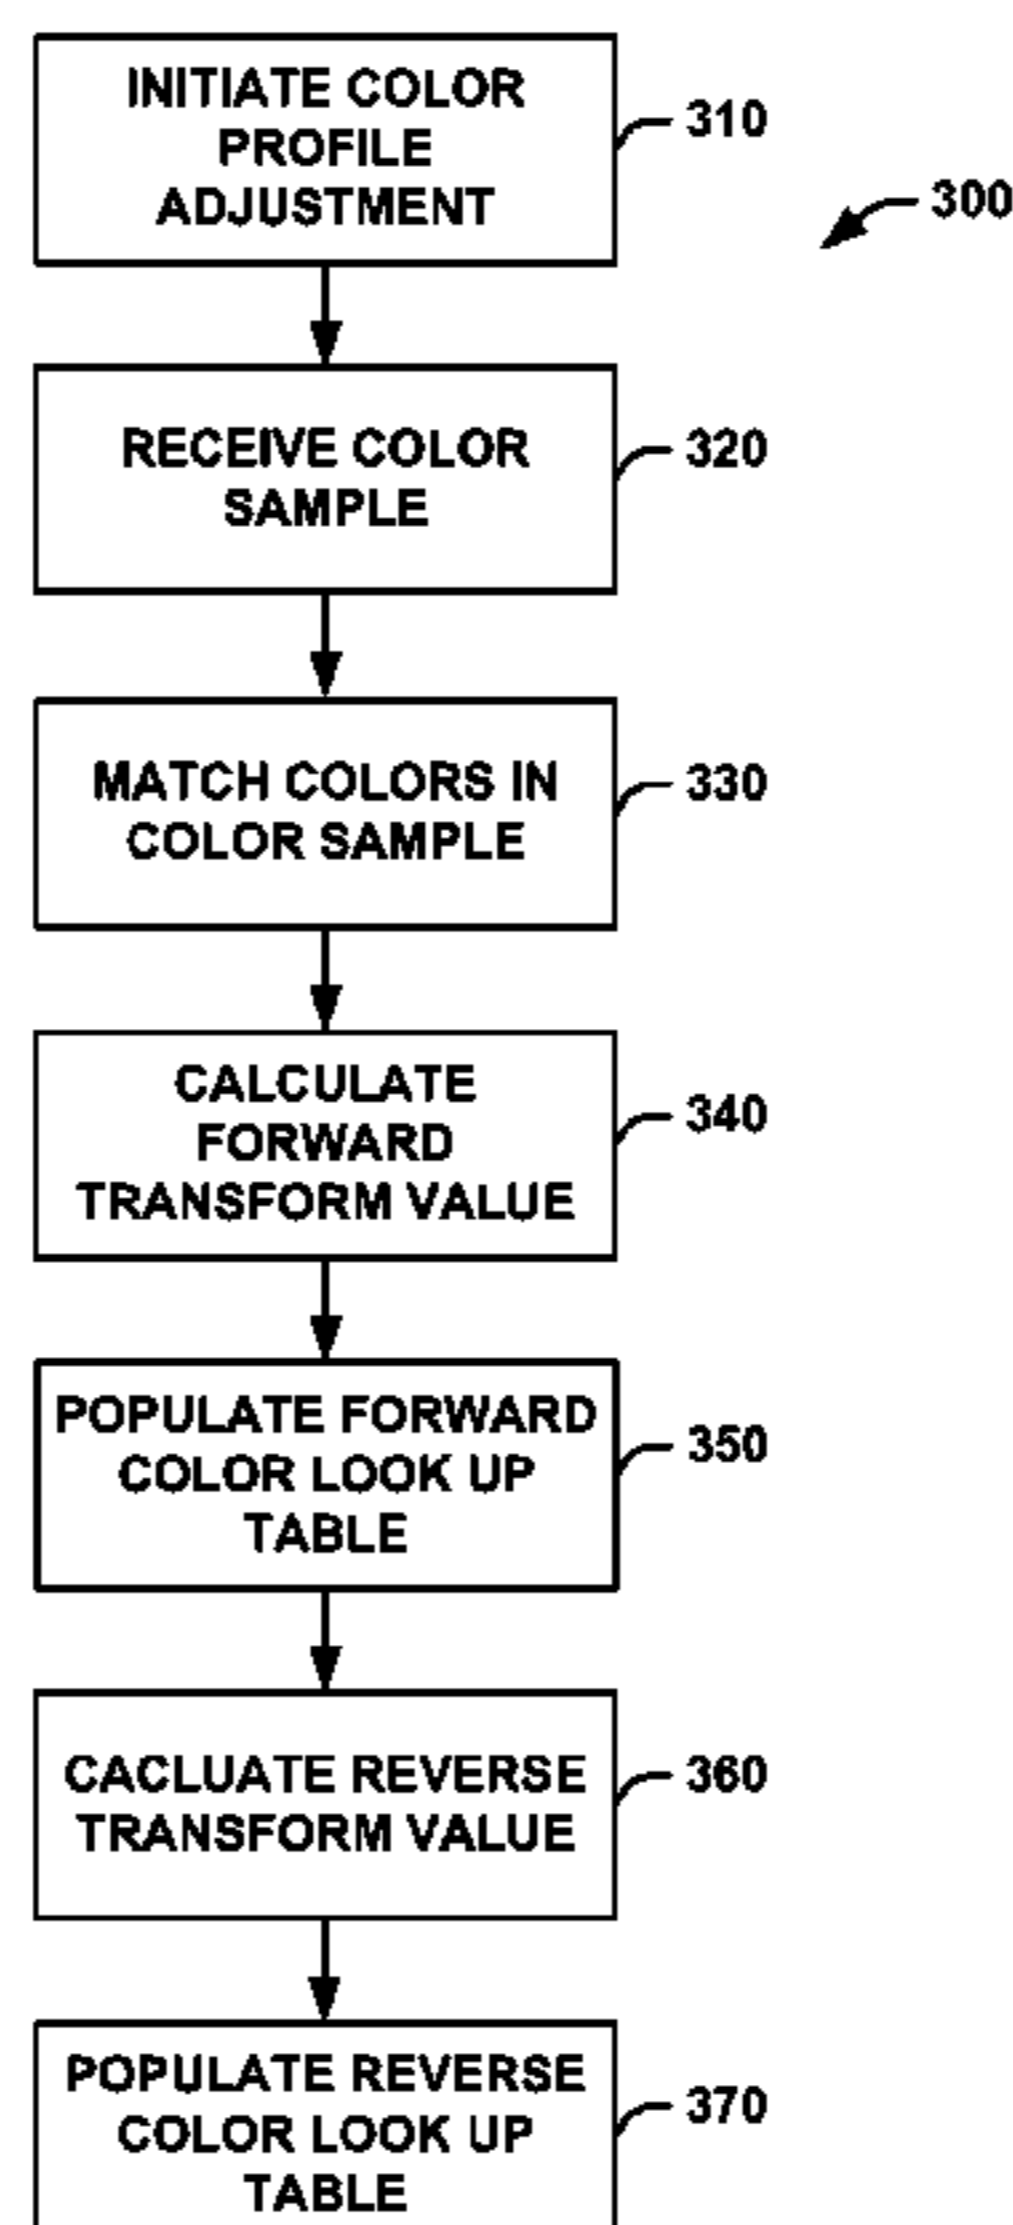 INITIATE COLOR
PROFILE
ADJUSTMENT
310
300
RECEIVE COLOR
SAMPLE
320
MATCH COLORS IN
COLOR SAMPLE
330
CALCULATE
FORWARD
TRANSFORM VALUE
340
POPULATE FORWARD
COLOR LOOK UP
TABLE
350
CACLUATE REVERSE
TRANSFORM VALUE
360
POPULATE REVERSE
COLOR LOOK UP
TABLE
370